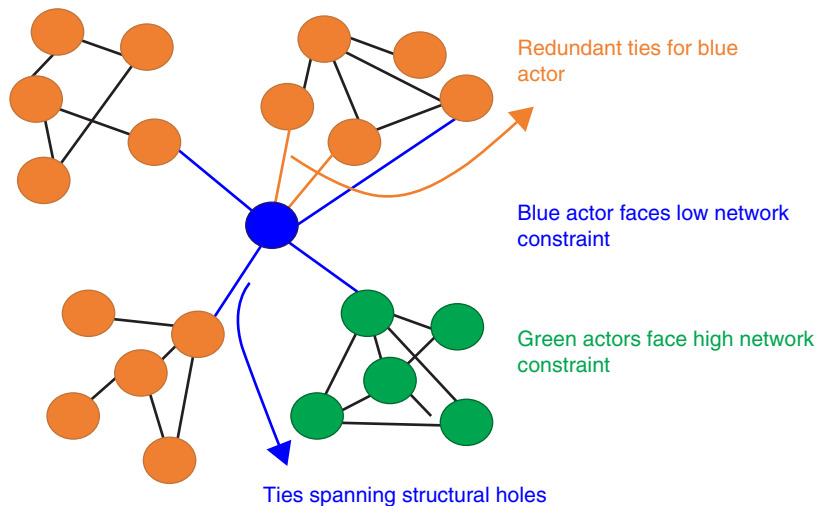 Redundant ties for blue
actor
Blue actor faces low network
constraint
Green actors face high network
constraint
Ties spanning structural holes